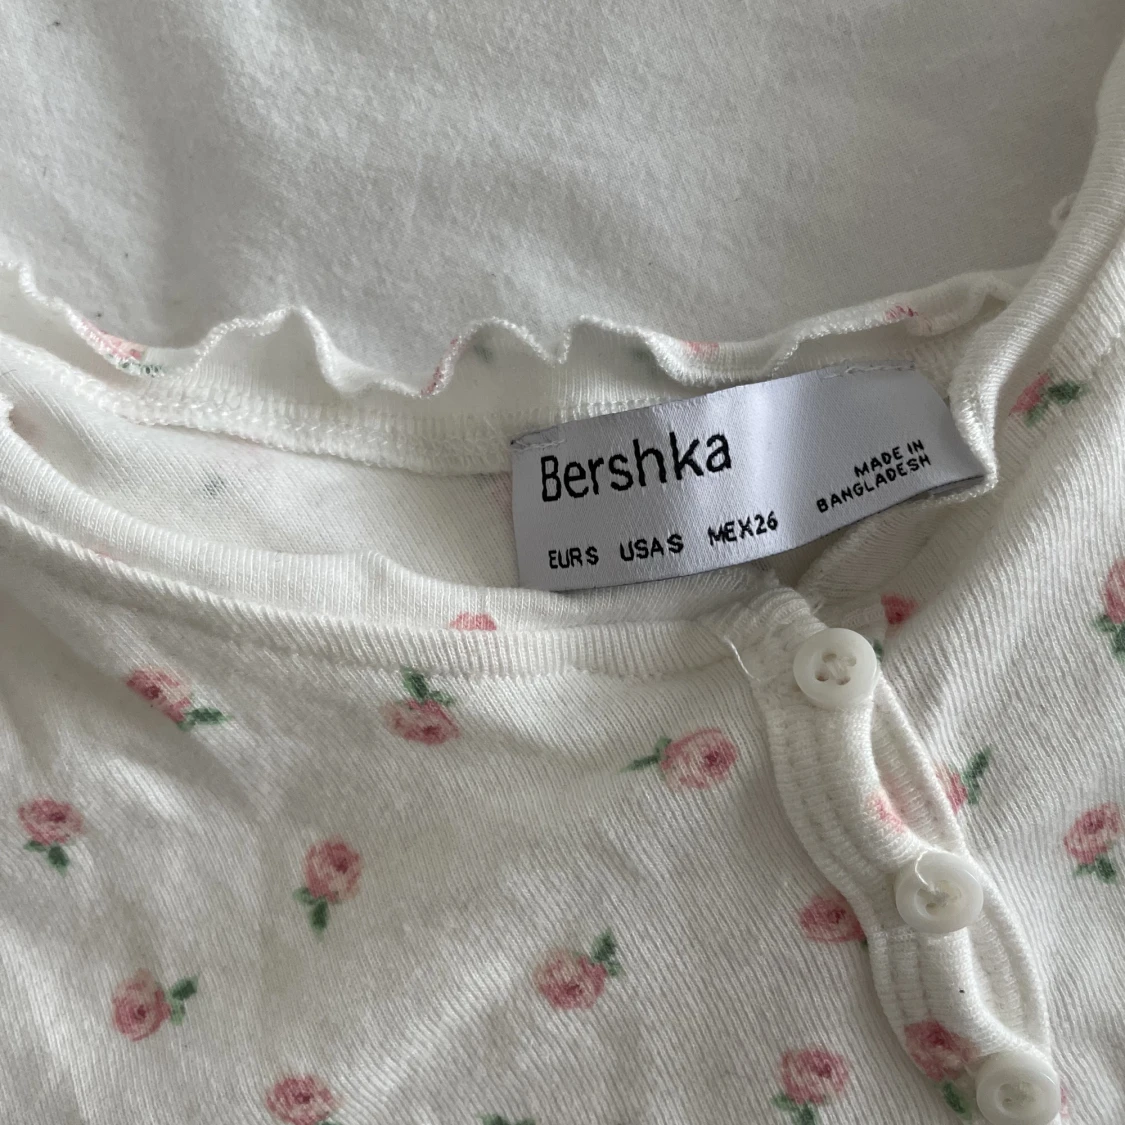 Bershka
MADE IN
BANGLADESH
EUR S USA S MEX 26